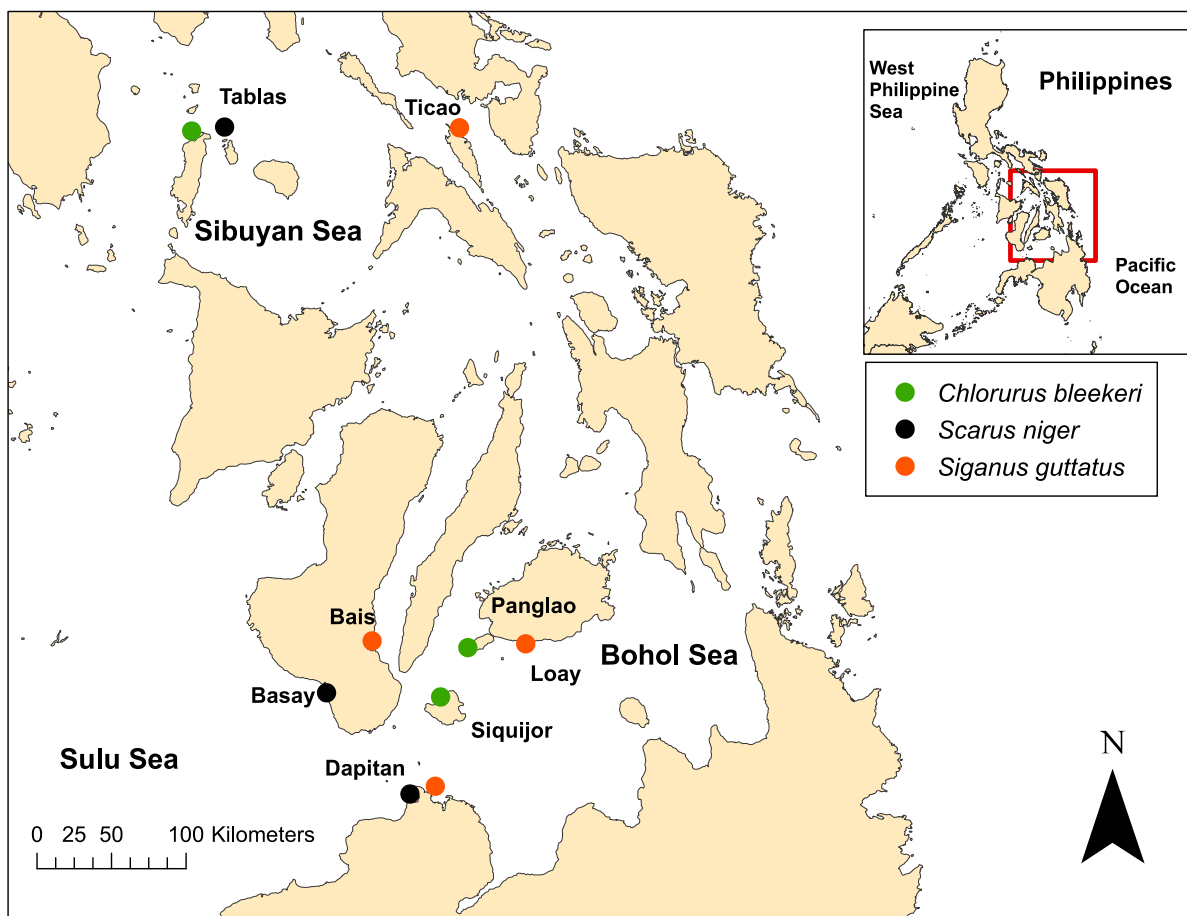 Tablas
Ticao
Sibuyan Sea
West
Philippine
Sea
Philippines
Pacific
Ocean
Chlorurus bleekeri
Scarus niger
Siganus guttatus
Panglao
Bais
Loay
Bohol Sea
Basay
Siquijor
Sulu Sea
Dapitan
N
0 25 50 100 Kilometers